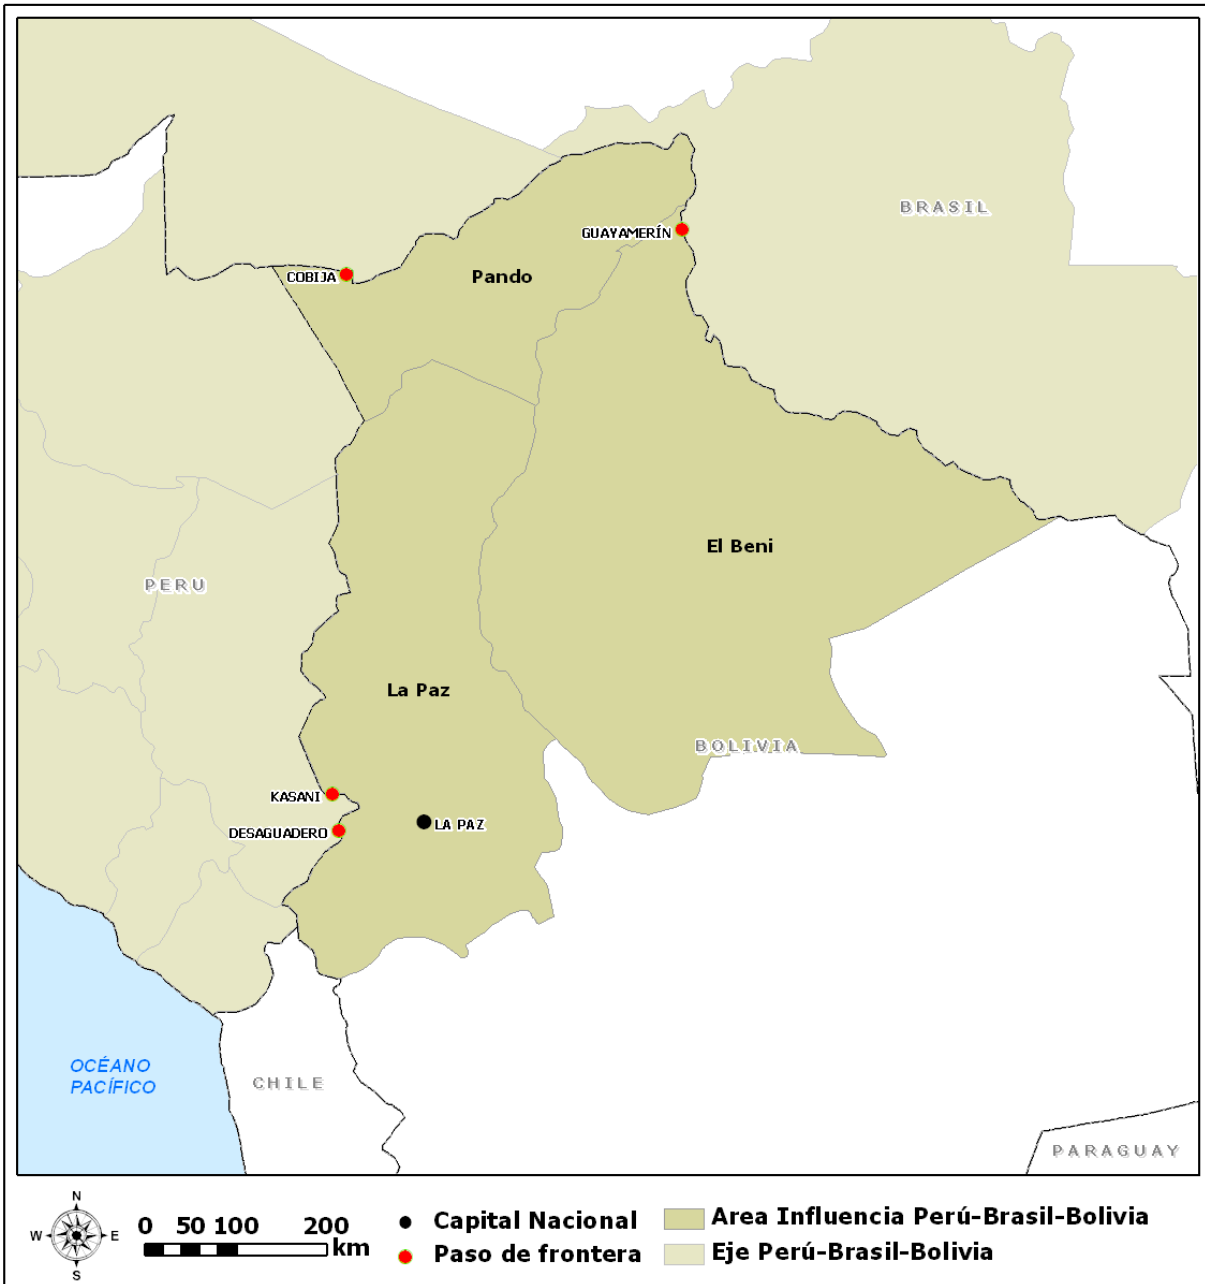 BRASIL
GUAYAMERÍN
COBIJA
Pando
El Beni
PERU
La Paz
BOLIVIA
KASANI
LA PAZ
DESAGUADERO
OCÉANO
PACÍFICO
CHILE
PARAGUAY
N
W
E
S
0 50 100 200
km
Capital Nacional
Paso de frontera
Area Influencia Perú-Brasil-Bolivia
Eje Perú-Brasil-Bolivia